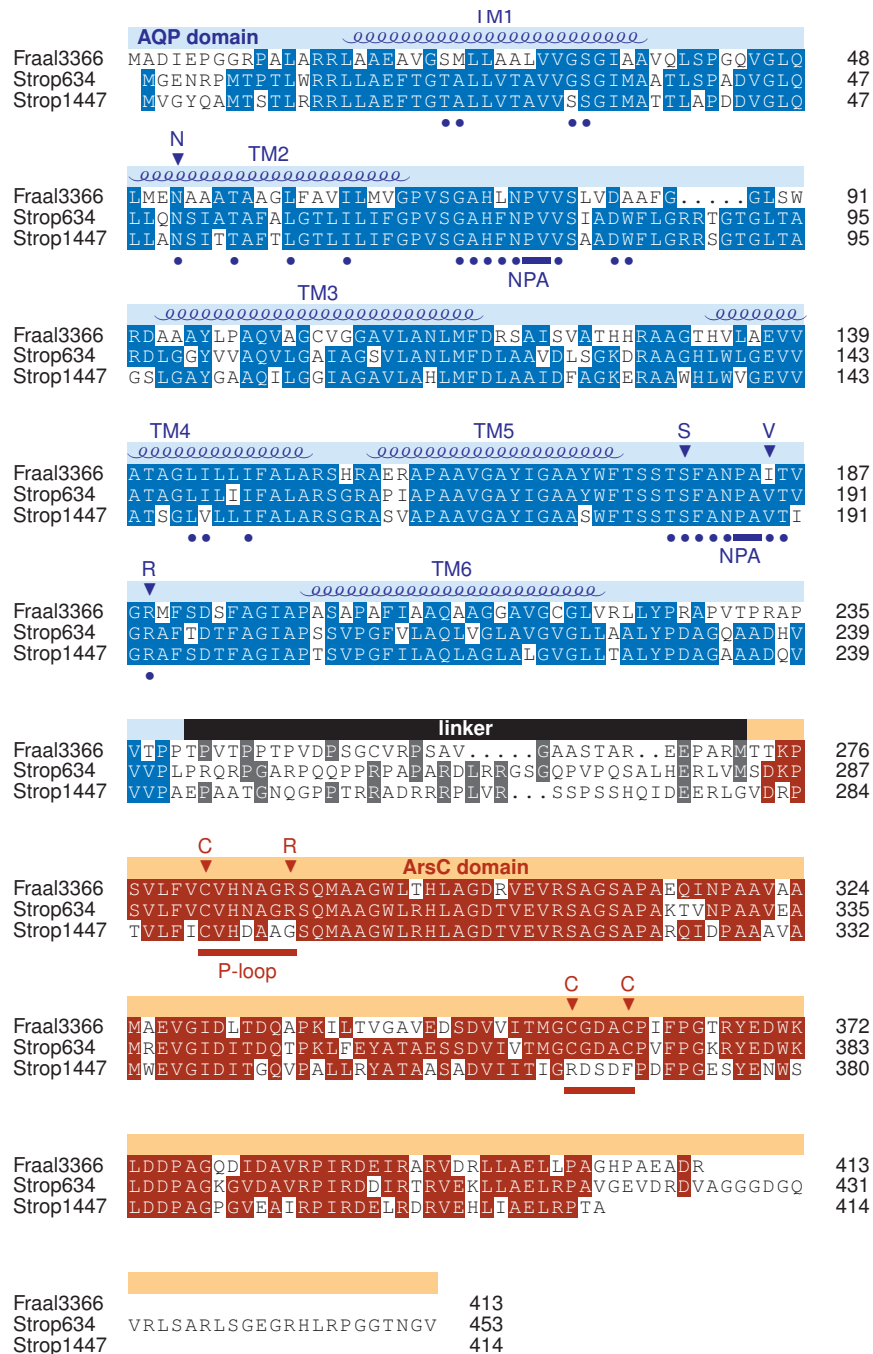 TM1
AQP domain
Fraal3366 MADIEPGGRPALARRLAAEAVGSMLLAALVVGSGIAAVQLSPGQVGLQ 48
Strop634 MGENRPMTPTLWRRLLAEFTGTALLVTAVVGSGIMAATLSPADVGLQ 47
Strop1447 MVGYQAMTSTLRRRLLAEFTGTALLVTAVVVSSGIMATTLAPDDVGLQ 47
N
TM2
Fraal3366 LMENAAATAAGLFAVILMVGPVSGAHLNPVVSLVDAAFG.....GLSW 91
Strop634 LLQNSIATAFALGTLILIFGPVSGAHFNPVVSIADWFLGRRTGTGLTA 95
Strop1447 LLANSITTAFTLGTLILIFGPVSGAHFNPVVSAADWFLGRRSGTGLTA 95
NPA
TM3
Fraal3366 RDAAAYLPAQVAGCVGGAVLANLMFDRSAISVATHHRAAGTHVLAEVV 139
Strop634 RDLGGYVVAQVLGAIAGSVLANLMFDLAAVDLSGKDRAAGHLWLGEVV 143
Strop1447 GSLGAYGAAQILGGIAGAVLAHLMFDLAAIDFAGKERAAWHLWVGEVV 143
TM4 TM5 S V
Fraal3366 ATAGLILLIFALARSHRAERAPAAVGAYIGAAYWFTSSTSFANPAITV 187
Strop634 ATAGLILIIFALARSGRAPIAPAAVGAYIGAAYWFTSSTSFANPAVTV 191
Strop1447 ATSGLVLLIFALARSGRASVAPAAVGAYIGAASWFTSSTSFANPAVTI 191
NPA
R
TM6
Fraal3366 GRMFSDSFAGIAPASAPAFIAAQAAGGAVGCGLVRLLYPRAPVTPRAP 235
Strop634 GRAFTDTFAGIAPSSVPGFVLAQLVGLAVGVGLLAALYPDAGQAADHV 239
Strop1447 GRAFSDTFAGIAPTSVPGFILAQLAGLALGVGLLTALYPDAGAAADQV 239
linker
Fraal3366 VTPPTPVTPPTPVDPSGCVRPSAV.....GAASTAR..EEPARMTTKP 276
Strop634 VVPLPRQRPGARPQQPPRPAPARDLRRGSGQPVPQSALHERLVMSDKP 287
Strop1447 VVPAEPAATGNQGPPTRRADRRRPLVR...SSPSSHQIDEERLGVDRP 284
C R
ArsC domain
Fraal3366 SVLFVCVHNAGRSQMAAGWLTHLAGDRVEVRSAGSAPAEQINPAAVAA 324
Strop634 SVLFVCVHNAGRSQMAAGWLRHLAGDTVEVRSAGSAPAKTVNPAAVEA 335
Strop1447 TVLFICVHDAAGSQMAAGWLRHLAGDTVEVRSAGSAPARQIDPAAAVA 332
P-loop
C C
Fraal3366 MAEVGIDLTDQAPKILTVGAVEDSDVVITMGCGDACPIFPGTRYEDWK 372
Strop634 MREVGIDITDQTPKLFEYATAESSDVIVTMGCGDACPVFPGKRYEDWK 383
Strop1447 MWEVGIDITGQVPALLRYATAASADVIITIGRDSDFPDFPGESYENWS 380
Fraal3366 LDDPAGQDIDAVRPIRDEIRARVDRLLAELLPAGHPAEADR 413
Strop634 LDDPAGKGVDAVRPIRDDIRTRVEKLLAELRPAVGEVDRDVAGGGDGQ 431
Strop1447 LDDPAGPGVEAIRPIRDELRDRVEHLIAELRPTA 414
Fraal3366 413
Strop634 VRLSARLSGEGRHLRPGGTNGV 453
Strop1447 414